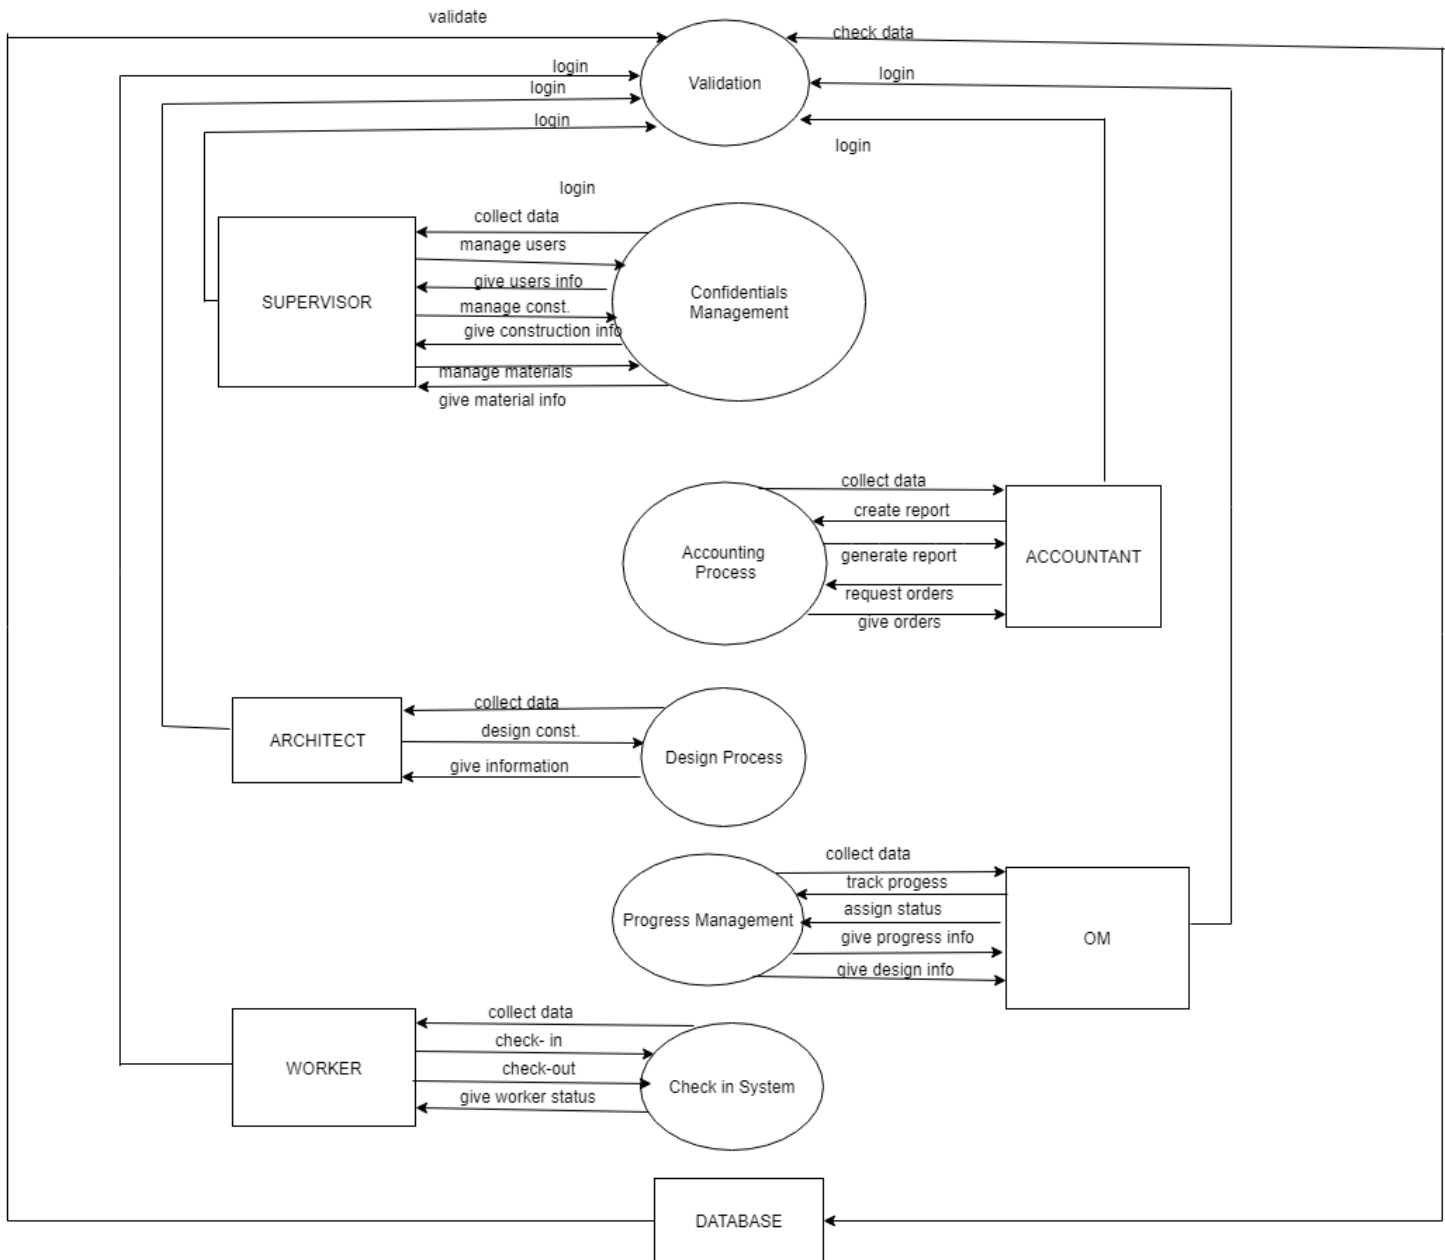 validate
check data
login
login
login
Validation
login
login
login
collect data
manage users
give users info
manage const.
give construction info
manage materials
give material info
SUPERVISOR
Confidentials
Management
collect data
create report
generate report
request orders
give orders
Accounting
Process
ACCOUNTANT
collect data
design const.
give information
ARCHITECT
Design Process
collect data
track progess
assign status
give progress info
give design info
Progress Management
OM
collect data
check- in
check-out
give worker status
WORKER
Check in System
DATABASE